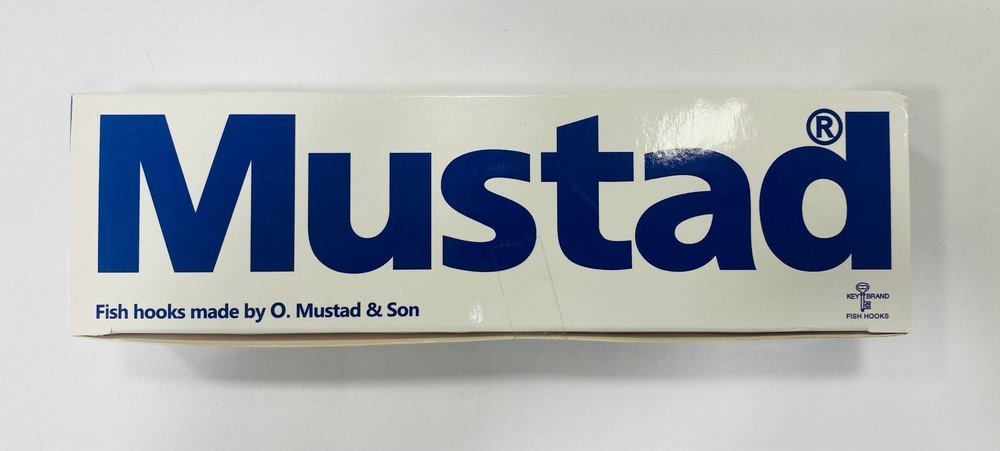 Mustad®
Fish hooks made by O. Mustad & Son
KEY BRAND
FISH HOOKS